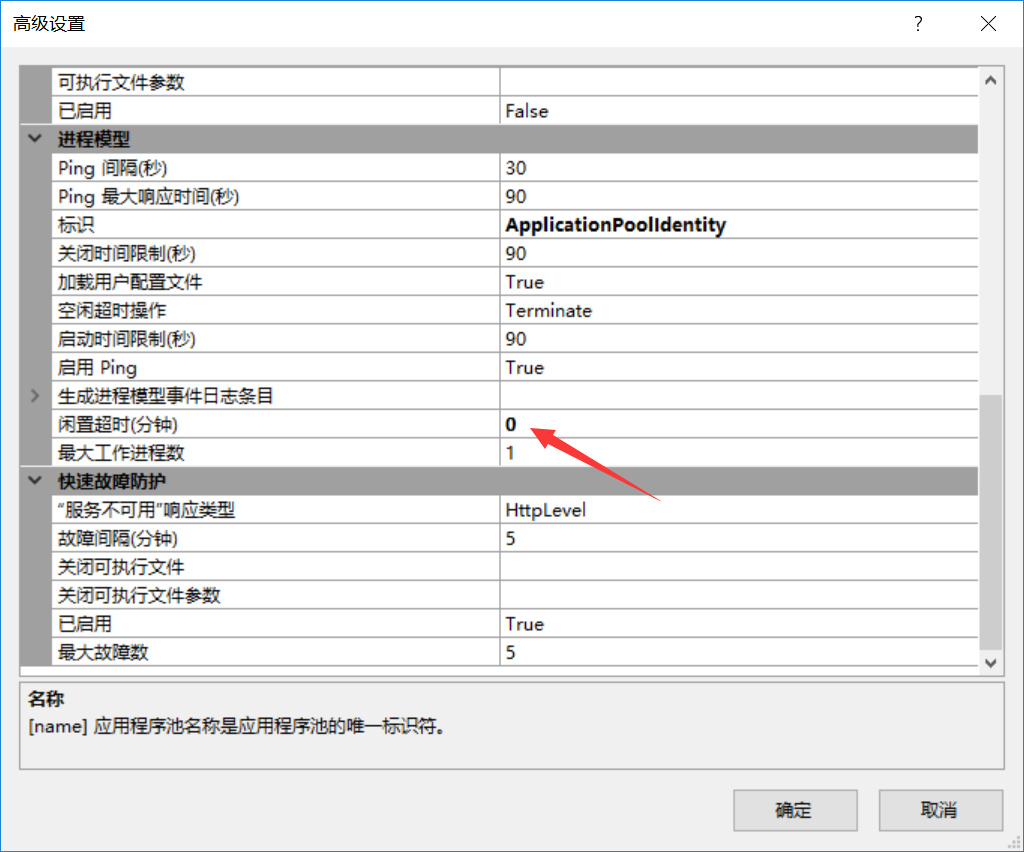 高级设置 ?
可执行文件参数
已启用 False
进程模型
Ping 间隔(秒) 30
Ping 最大响应时间(秒) 90
标识 ApplicationPoolIdentity
关闭时间限制(秒) 90
加载用户配置文件 True
空闲超时操作 Terminate
启动时间限制(秒) 90
启用 Ping True
生成进程模型事件日志条目
闲置超时(分钟) 0
最大工作进程数 1
快速故障防护
“服务不可用”响应类型 HttpLevel
故障间隔(分钟) 5
关闭可执行文件
关闭可执行文件参数
已启用 True
最大故障数 5
名称
[name] 应用程序池名称是应用程序池的唯一标识符。
确定 取消